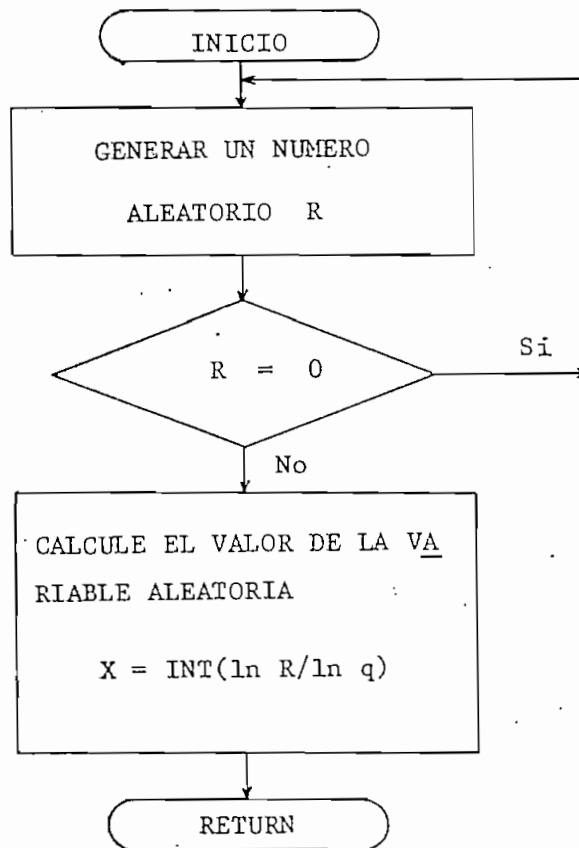 INICIO
GENERAR UN NUMERO
ALEATORIO R
R = 0
Si
No
CALCULE EL VALOR DE LA VA
RIABLE ALEATORIA
X = INT(ln R/ln q)
RETURN